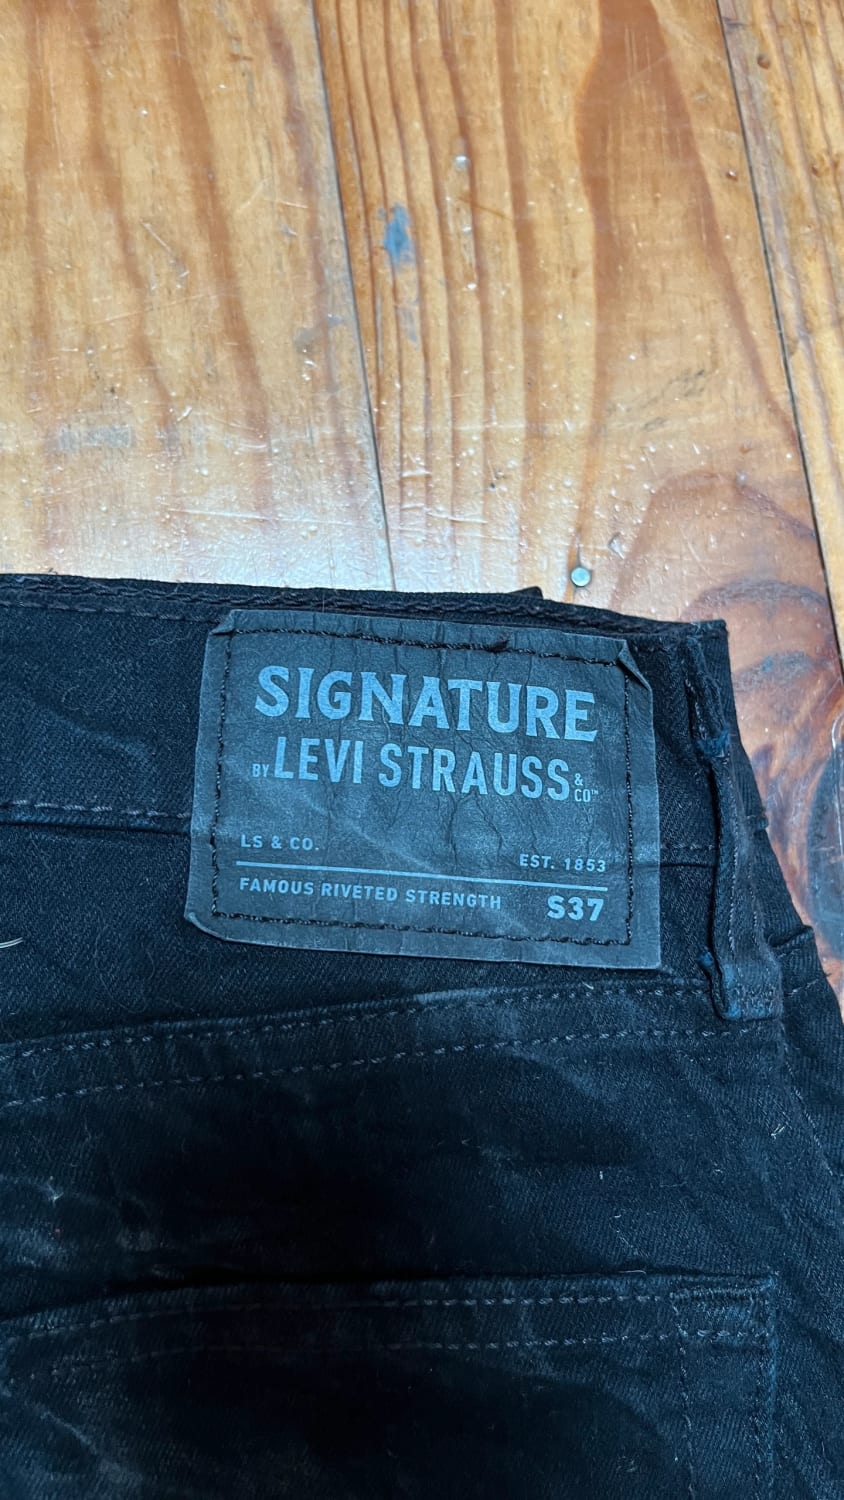 SIGNATURE
BY LEVI STRAUSS & CO™
LS & CO.
EST. 1853
FAMOUS RIVETED STRENGTH
S37